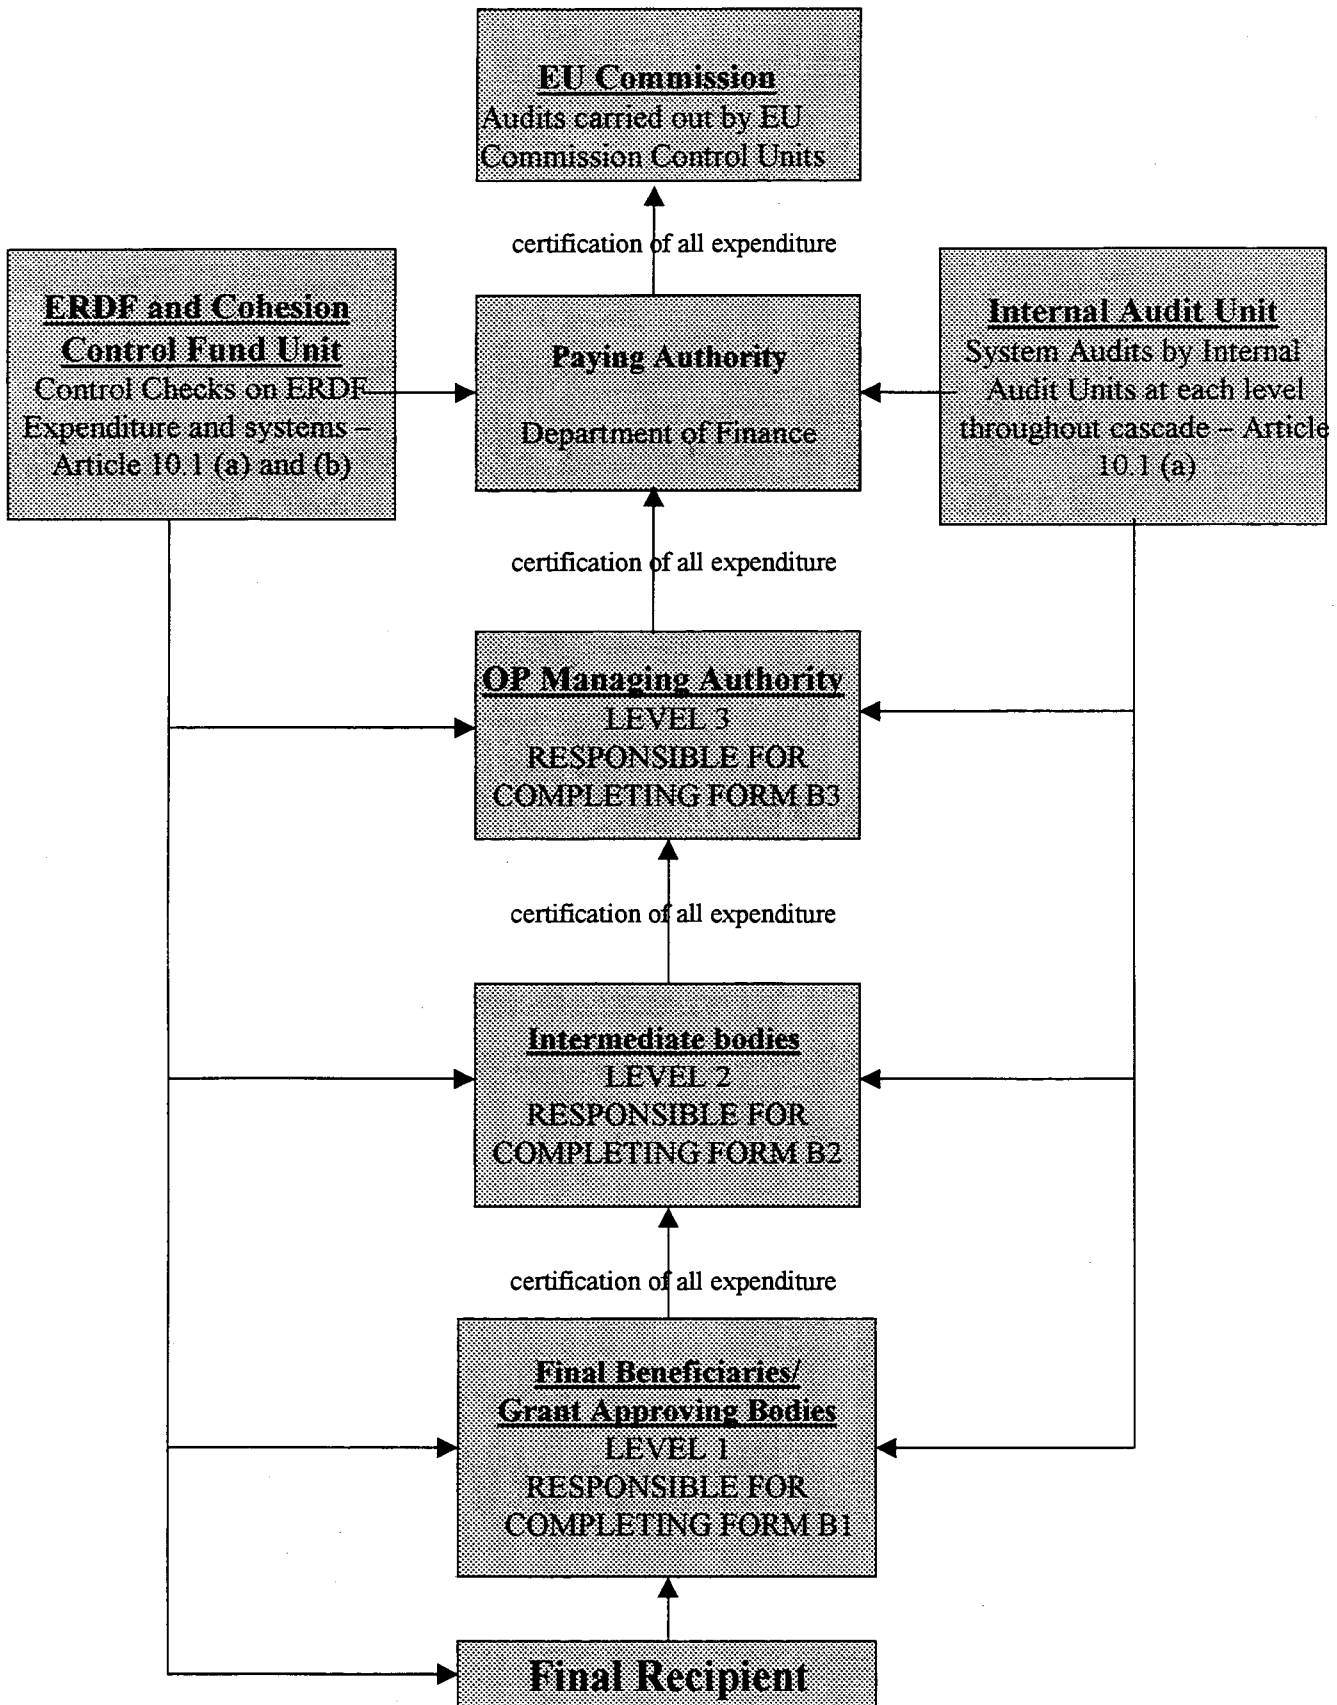 EU Commission
Audits carried out by EU
Commission Control Units
certification of all expenditure
ERDF and Cohesion
Control Fund Unit
Control Checks on ERDF
Expenditure and systems –
Article 10.1 (a) and (b)
Paying Authority
Department of Finance
Internal Audit Unit
System Audits by Internal
Audit Units at each level
throughout cascade – Article
10.1 (a)
certification of all expenditure
OP Managing Authority
LEVEL 3
RESPONSIBLE FOR
COMPLETING FORM B3
certification of all expenditure
Intermediate bodies
LEVEL 2
RESPONSIBLE FOR
COMPLETING FORM B2
certification of all expenditure
Final Beneficiaries/
Grant Approving Bodies
LEVEL 1
RESPONSIBLE FOR
COMPLETING FORM B1
Final Recipient